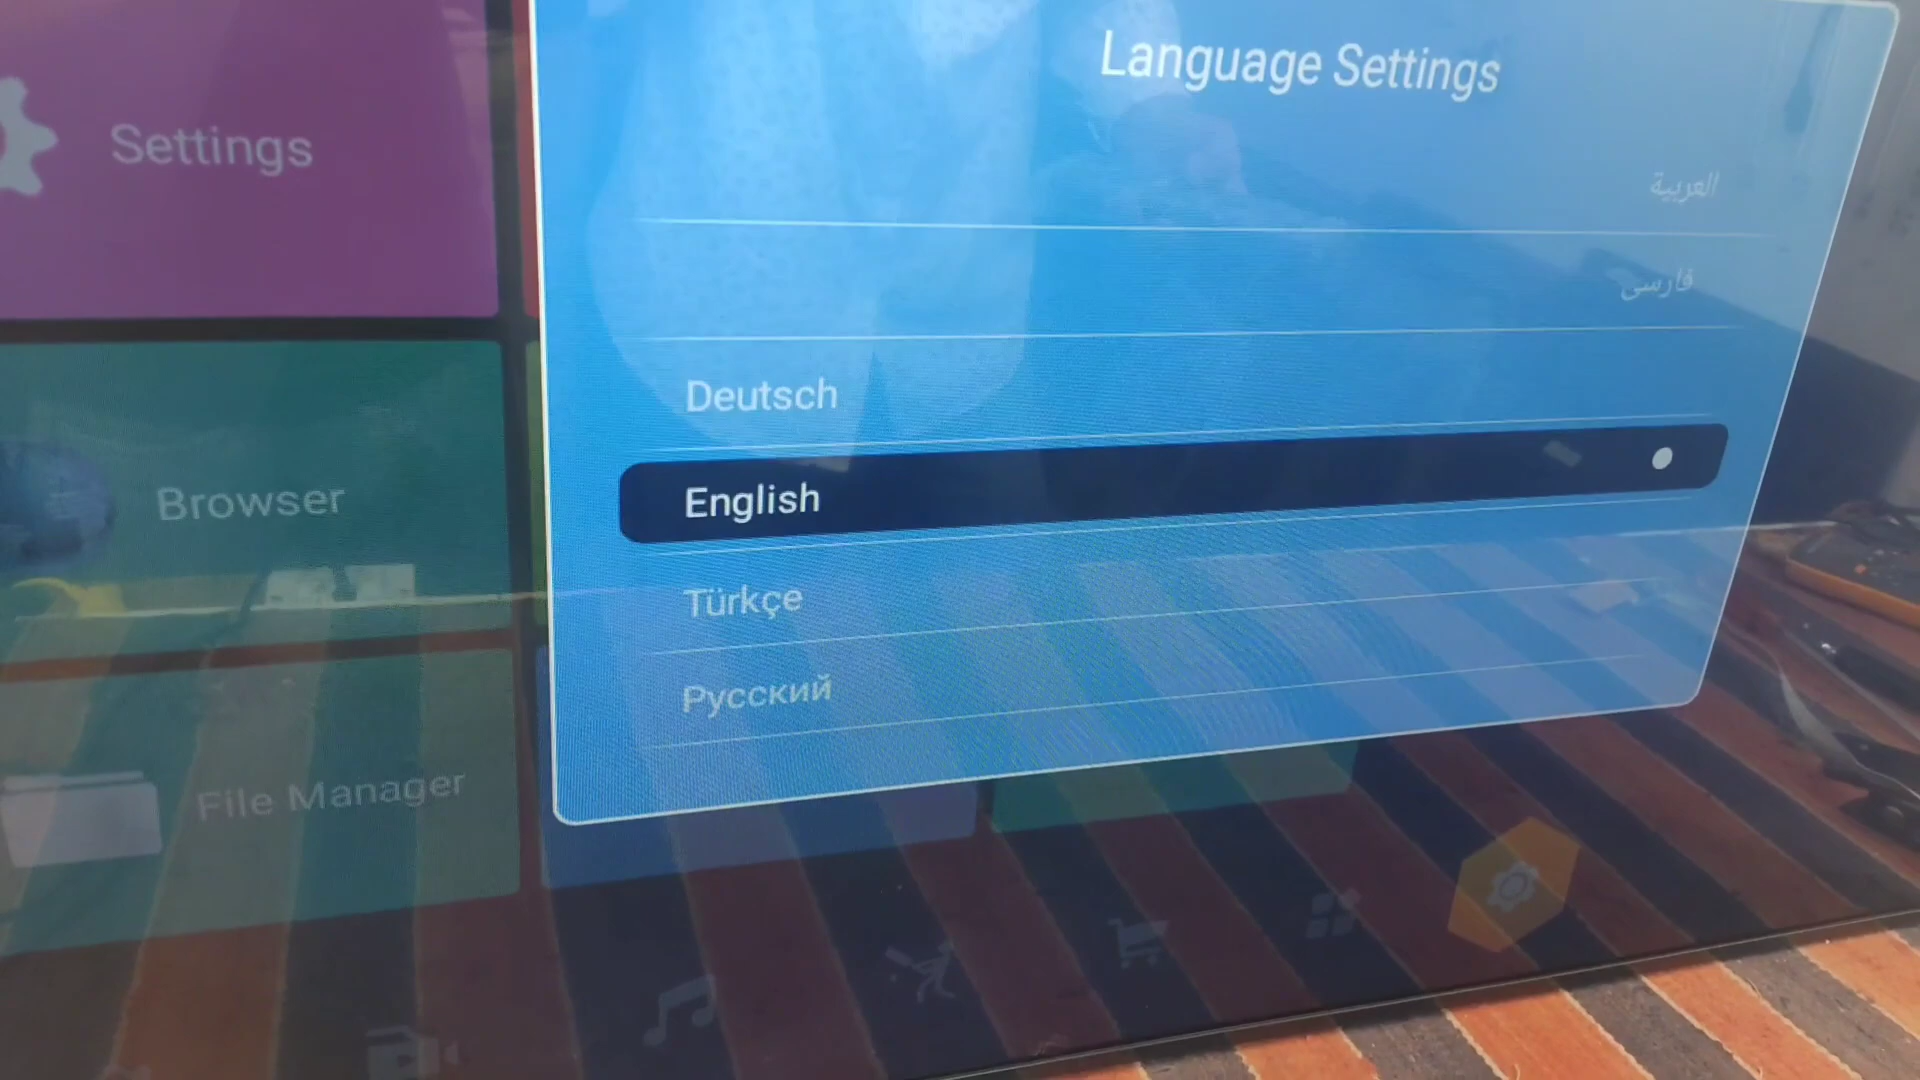 Language Settings
Settings
العربية
فارسی
Deutsch
English
Browser
Türkçe
Русский
File Manager